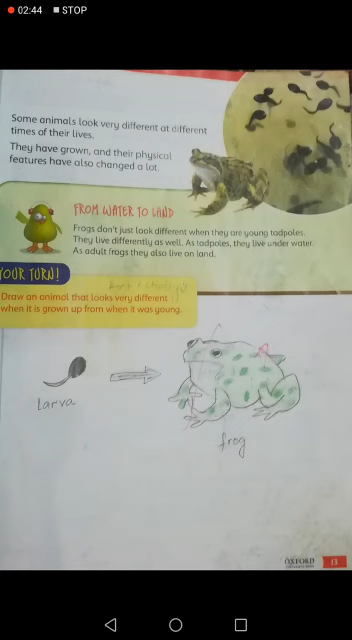 02:44 STOP
Some animals look very different at different
times of their lives.
They have grown, and their physical
features have also changed a lot.
FROM WATER TO LAND
Frogs don't just look different when they are young tadpoles.
They live differently as well. As tadpoles, they live under water.
As adult frogs they also live on land.
YOUR TURN!
Draw an animal that looks very different
when it is grown up from when it was young.
Larva
frog
OXFORD
13